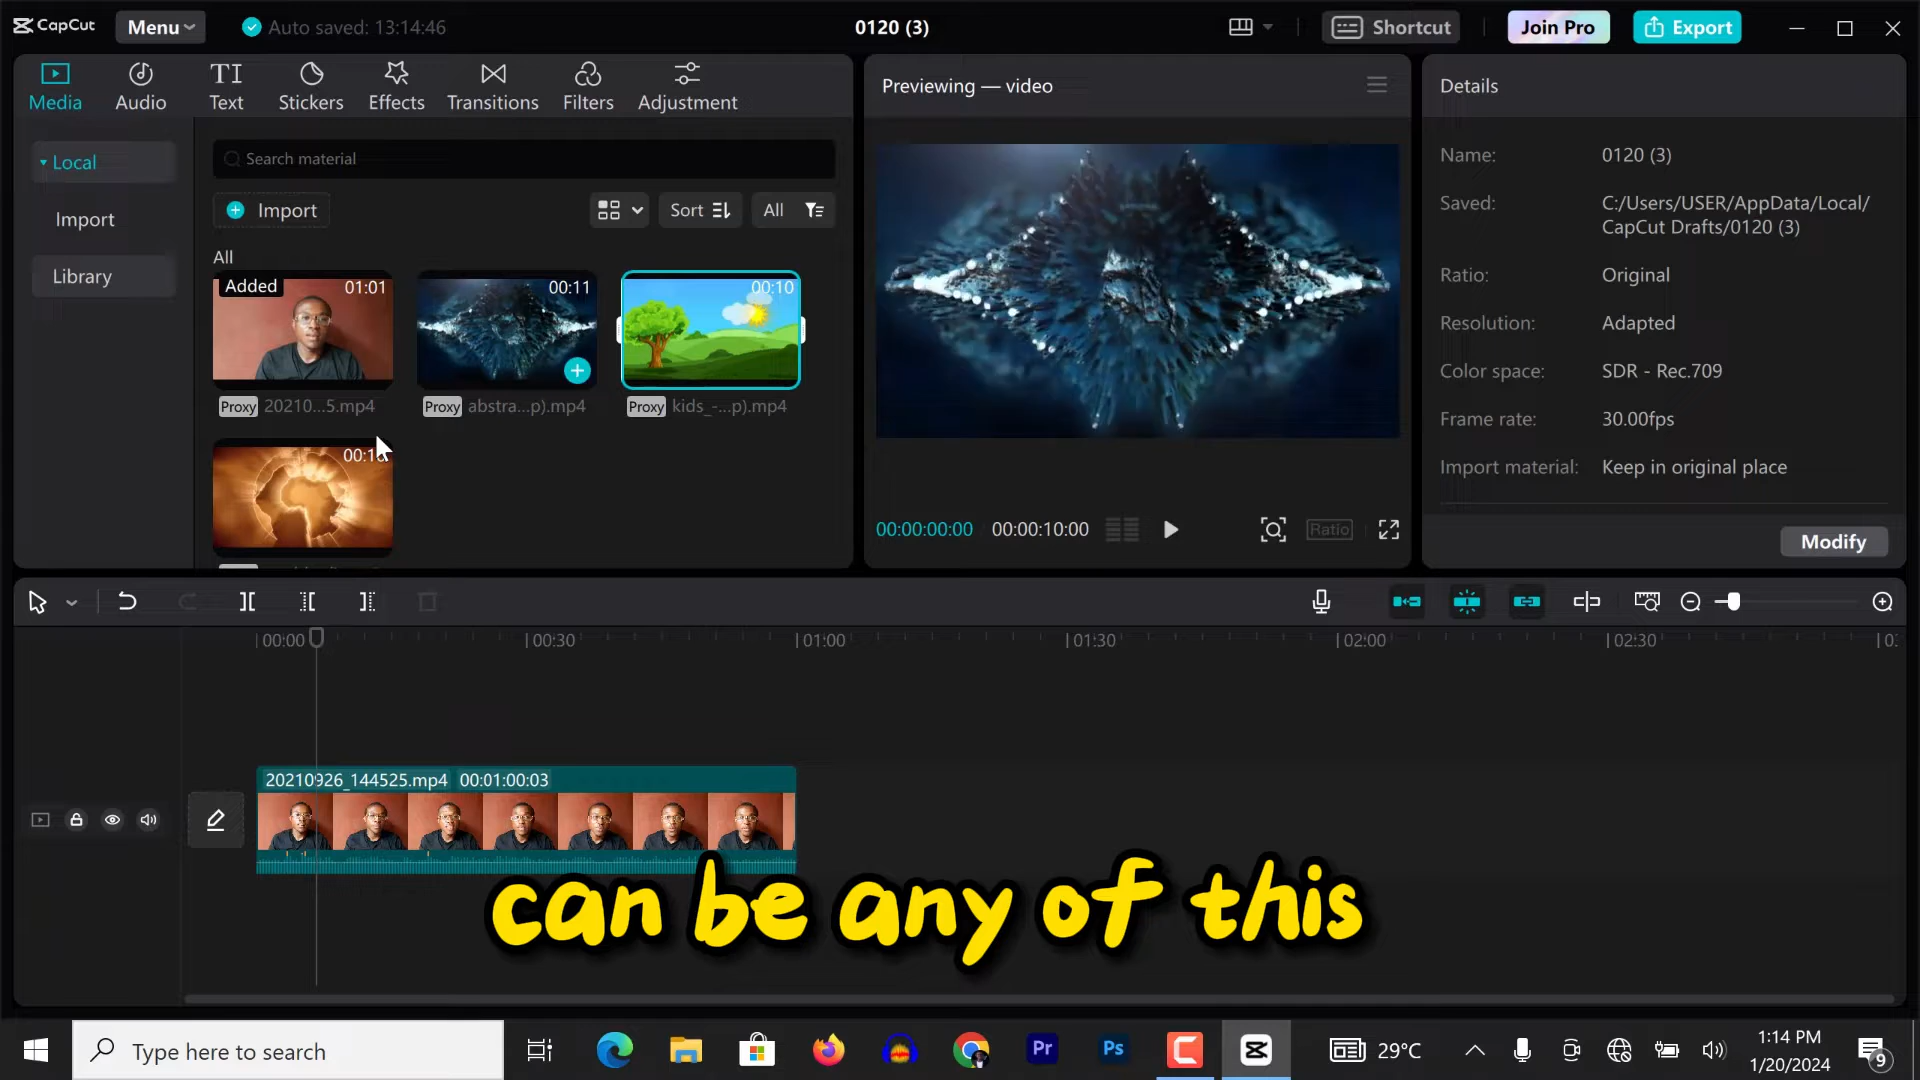 CapCut
Menu
Auto saved: 13:14:46
0120 (3)
Shortcut
Join Pro
Export
Media
Audio
TI
Text
Stickers
Effects
Transitions
Filters
Adjustment
Local
Import
Library
Search material
Import
Sort
All
All
Added 01:01
00:11
00:10
Proxy 20210...5.mp4
Proxy abstra...p).mp4
Proxy kids_-...p).mp4
Previewing — video
00:00:00:00 00:00:10:00
Ratio
Details
Name: 0120 (3)
Saved: C:/Users/USER/AppData/Local/
CapCut Drafts/0120 (3)
Ratio: Original
Resolution: Adapted
Color space: SDR - Rec.709
Frame rate: 30.00fps
Import material: Keep in original place
Modify
00:00 00:30 01:00 01:30 02:00 02:30
20210926_144525.mp4 00:01:00:03
can be any of this
Type here to search
Pr
Ps
29°C
1:14 PM
1/20/2024
9